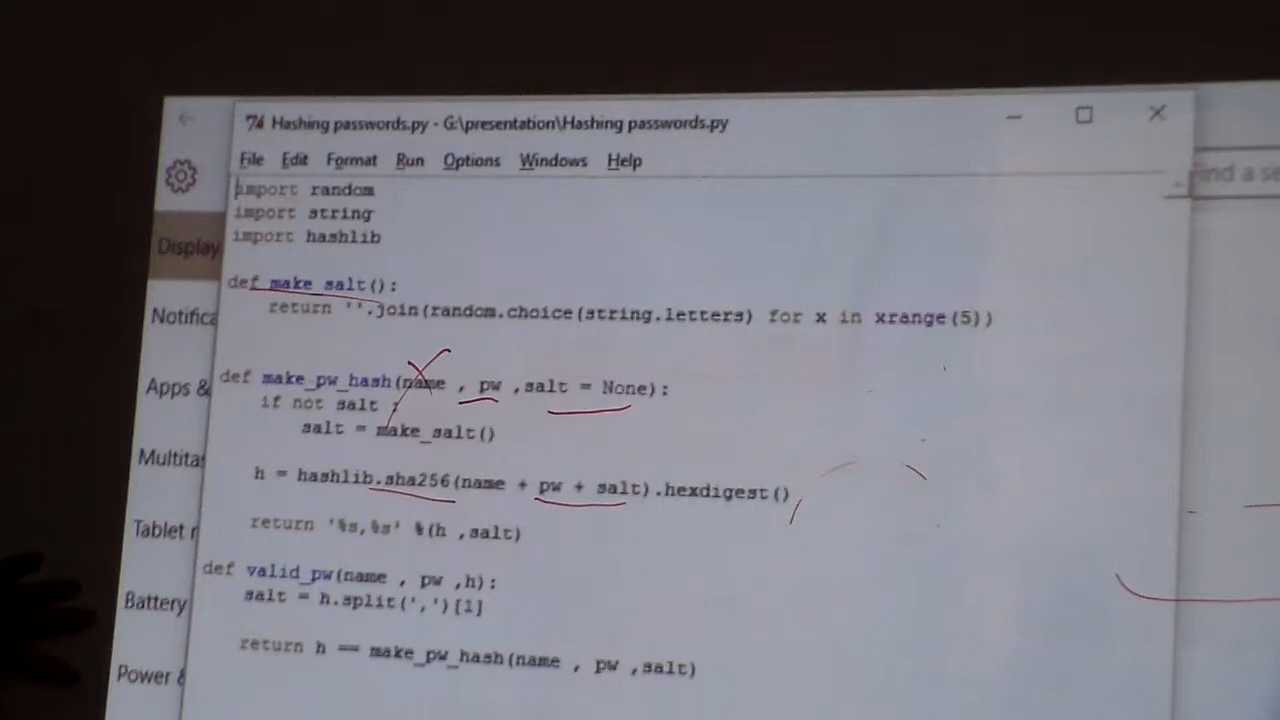 Hashing passwords.py - G:\presentation\Hashing passwords.py
File Edit Format Run Options Windows Help
import random
import string
import hashlib
def make_salt():
return ''.join(random.choice(string.letters) for x in xrange(5))
def make_pw_hash(name , pw ,salt = None):
if not salt :
salt = make_salt()
h = hashlib.sha256(name + pw + salt).hexdigest()
return '%s,%s' %(h ,salt)
def valid_pw(name , pw ,h):
salt = h.split(',')[1]
return h == make_pw_hash(name , pw ,salt)
Find a se
Display
Notifica
Apps &
Multita
Tablet
Battery
Power &